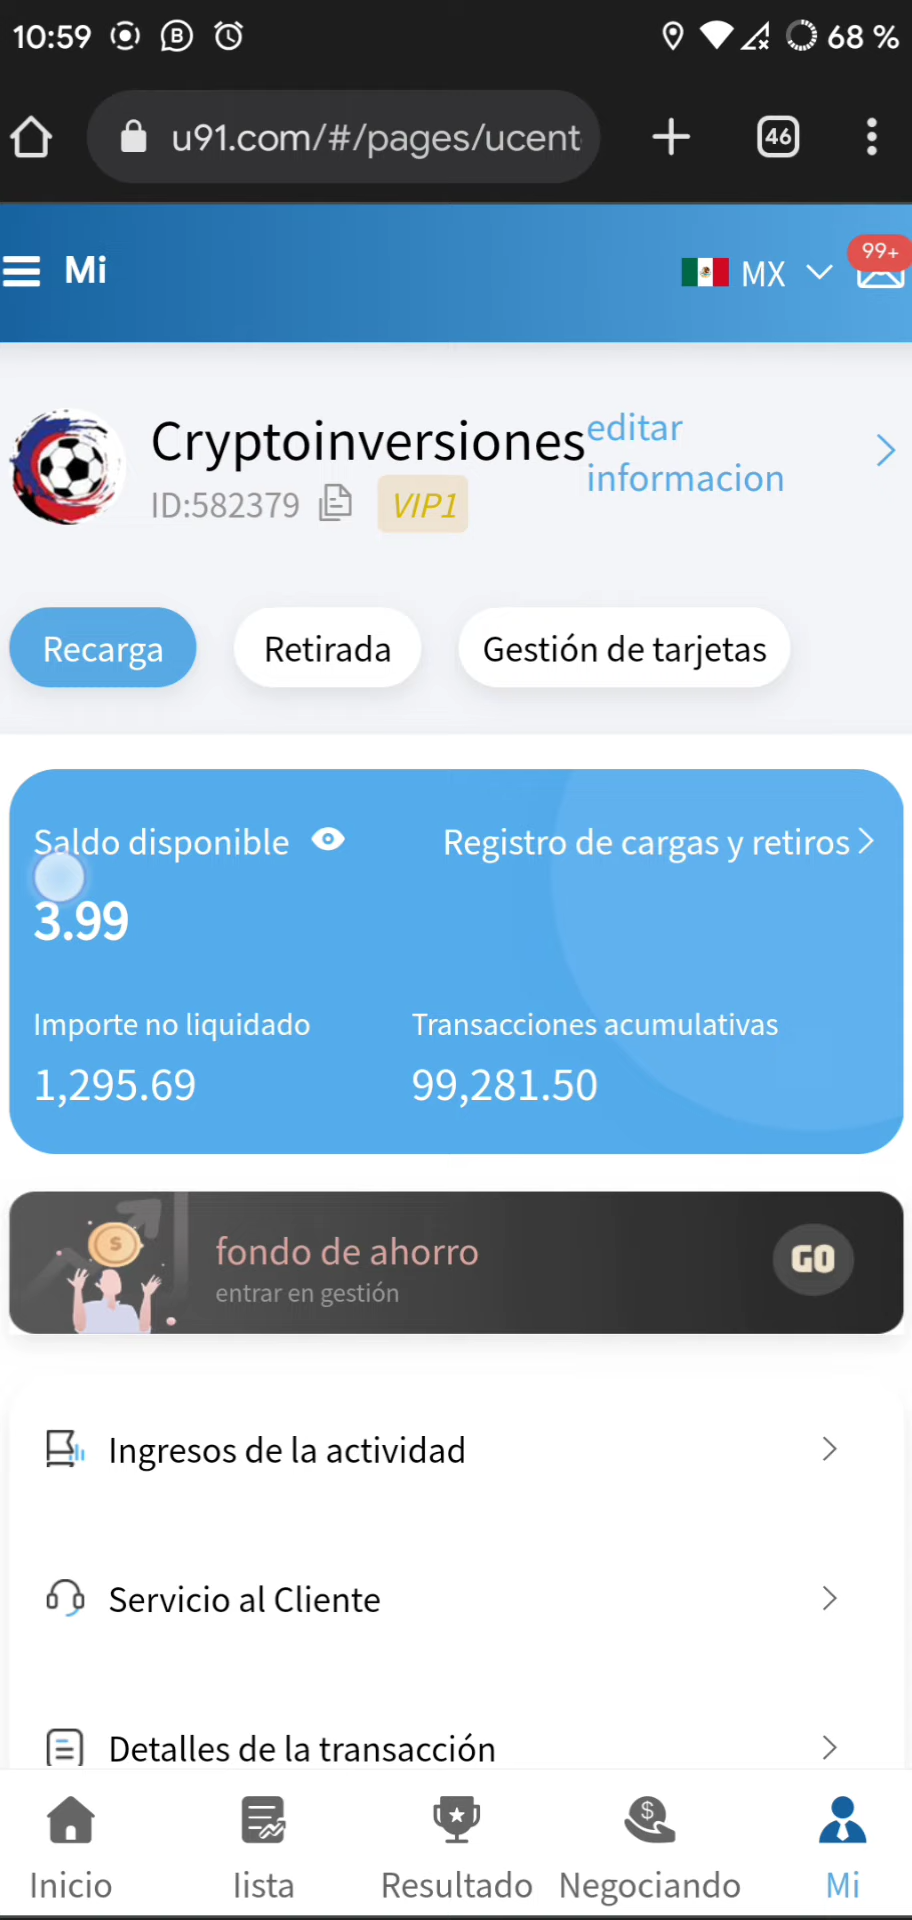 10:59 B 68 %
u91.com/#/pages/ucent
46
Mi
MX
99+
Cryptoinversiones
editar
informacion
ID:582379
VIP1
Recarga
Retirada
Gestión de tarjetas
Saldo disponible
Registro de cargas y retiros
3.99
Importe no liquidado
Transacciones acumulativas
1,295.69
99,281.50
$
fondo de ahorro
entrar en gestión
GO
Ingresos de la actividad
Servicio al Cliente
Detalles de la transacción
$
Inicio
lista
Resultado
Negociando
Mi